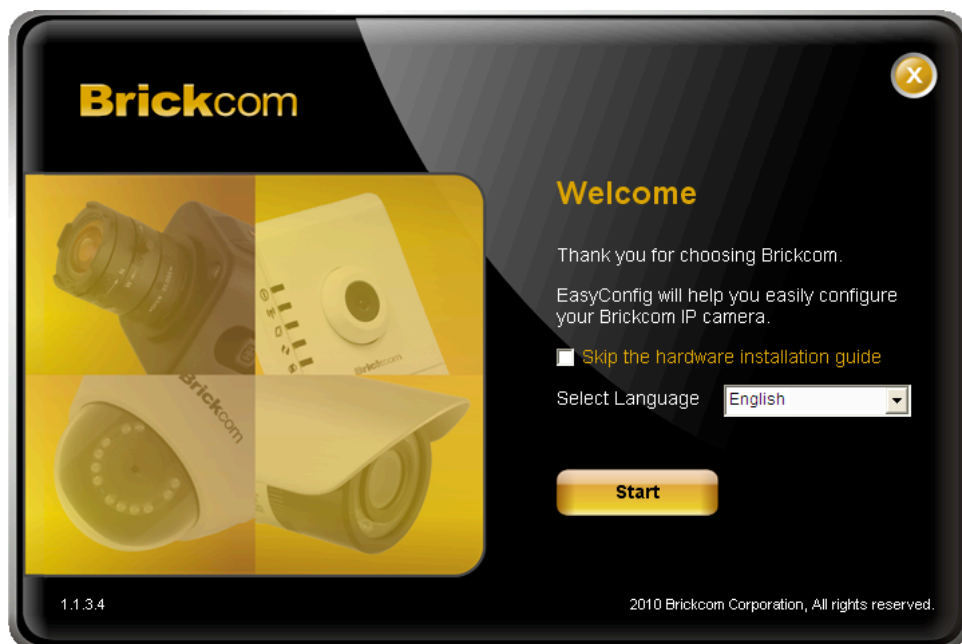 Brickcom
X
Welcome
Thank you for choosing Brickcom.
EasyConfig will help you easily configure
your Brickcom IP camera.
Skip the hardware installation guide
Select Language English
Start
Brickcom
Brickcom
1.1.3.4
2010 Brickcom Corporation, All rights reserved.